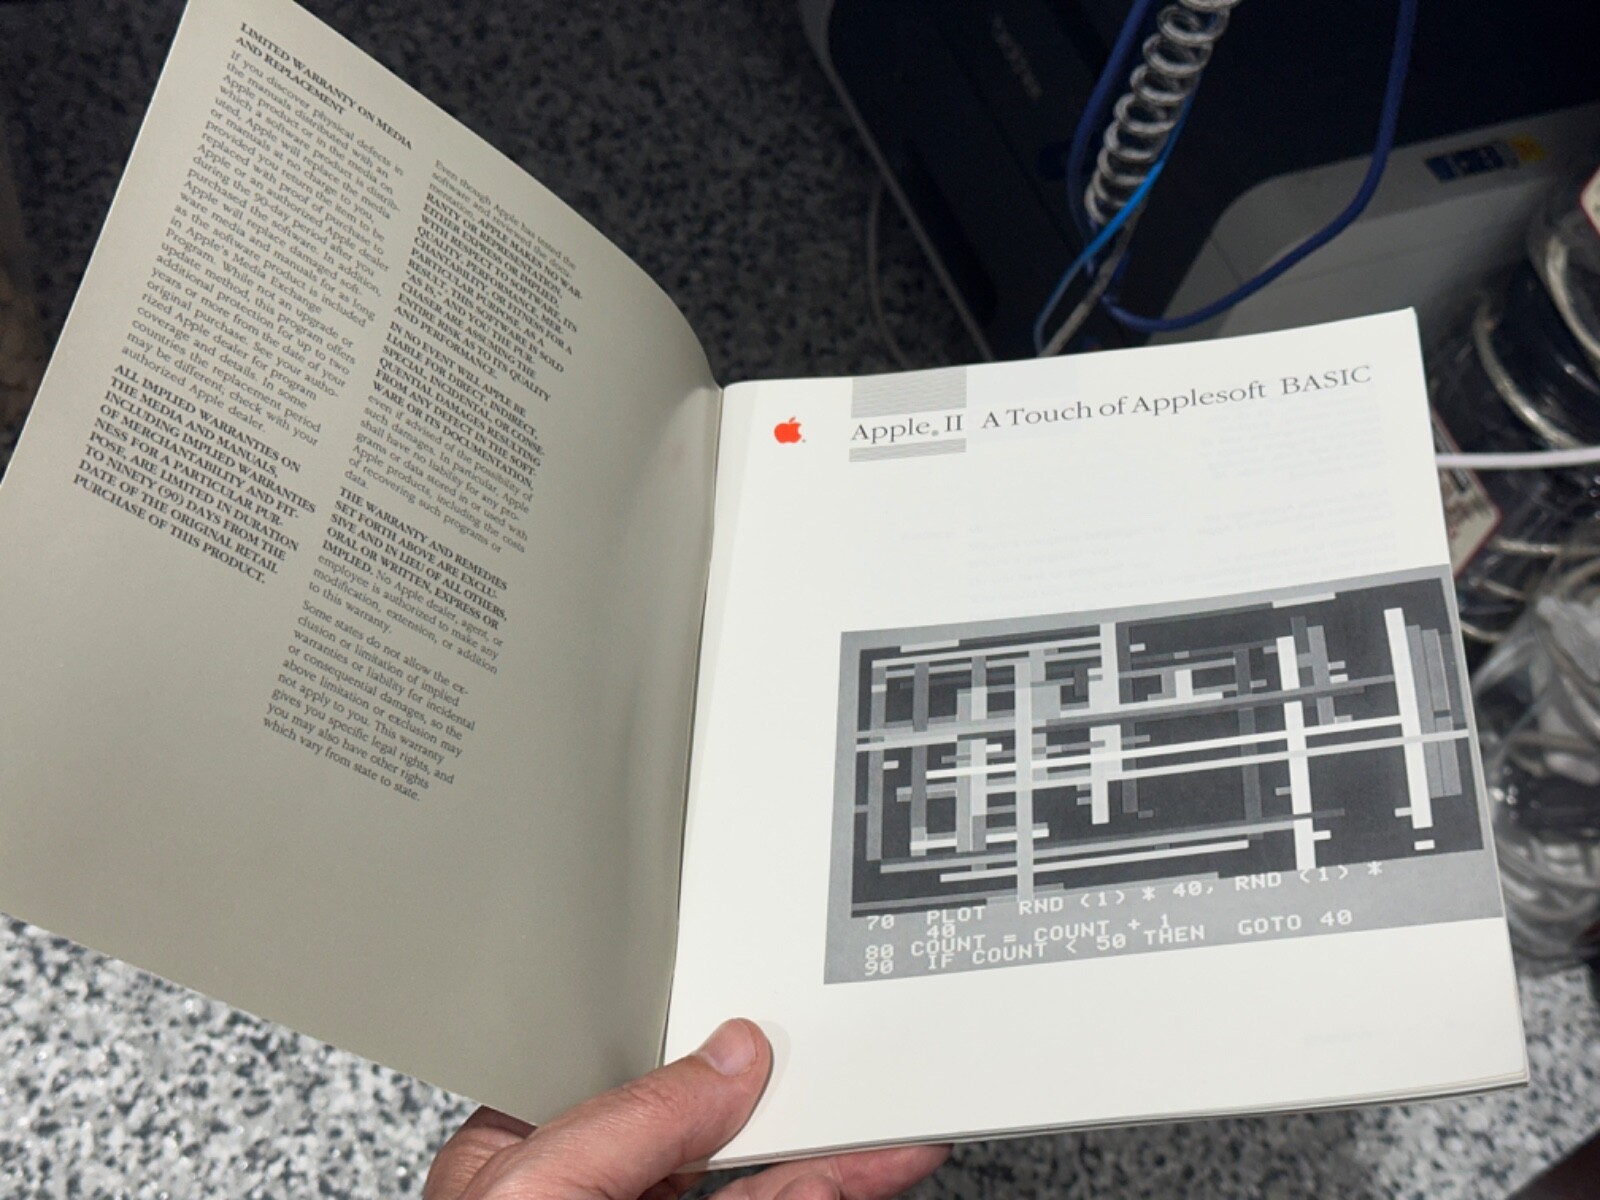 LIMITED WARRANTY ON MEDIA
AND REPLACEMENT
If you discover physical defects in
the manuals distributed with an
Apple product or in the media on
which a software product is distrib-
uted, Apple will replace the media
or manuals at no charge to you,
provided you return the item to be
replaced with proof of purchase to
Apple or an authorized Apple dealer
during the 90-day period after you
purchased the software. In addition,
Apple will replace damaged soft-
ware media and manuals for as long
as the software product is included
in Apple's Media Exchange
Program. While not an upgrade or
update method, this program offers
additional protection for up to two
years or more from the date of your
original purchase. See your autho-
rized Apple dealer for program
coverage and details. In some
countries the replacement period
may be different; check with your
authorized Apple dealer.
ALL IMPLIED WARRANTIES ON
THE MEDIA AND MANUALS,
INCLUDING IMPLIED WARRANTIES
OF MERCHANTABILITY AND FIT-
NESS FOR A PARTICULAR PUR-
POSE, ARE LIMITED IN DURATION
TO NINETY (90) DAYS FROM THE
DATE OF THE ORIGINAL RETAIL
PURCHASE OF THIS PRODUCT.
Even though Apple has tested the
software and reviewed the docu-
mentation, APPLE MAKES NO WAR-
RANTY OR REPRESENTATION,
EITHER EXPRESS OR IMPLIED,
WITH RESPECT TO SOFTWARE, ITS
QUALITY, PERFORMANCE, MER-
CHANTABILITY, OR FITNESS FOR A
PARTICULAR PURPOSE. AS A
RESULT, THIS SOFTWARE IS SOLD
"AS IS," AND YOU THE PUR-
CHASER ARE ASSUMING THE
ENTIRE RISK AS TO ITS QUALITY
AND PERFORMANCE.
IN NO EVENT WILL APPLE BE
LIABLE FOR DIRECT, INDIRECT,
SPECIAL, INCIDENTAL, OR CONSE-
QUENTIAL DAMAGES RESULTING
FROM ANY DEFECT IN THE SOFT-
WARE OR ITS DOCUMENTATION,
even if advised of the possibility of
such damages. In particular, Apple
shall have no liability for any pro-
grams or data stored in or used with
Apple products, including the costs
of recovering such programs or
data.
THE WARRANTY AND REMEDIES
SET FORTH ABOVE ARE EXCLU-
SIVE AND IN LIEU OF ALL OTHERS,
ORAL OR WRITTEN, EXPRESS OR
IMPLIED. No Apple dealer, agent, or
employee is authorized to make any
modification, extension, or addition
to this warranty.
Some states do not allow the ex-
clusion or limitation of implied
warranties or liability for incidental
or consequential damages, so the
above limitation or exclusion may
not apply to you. This warranty
gives you specific legal rights, and
you may also have other rights
which vary from state to state.
Apple® II A Touch of Applesoft BASIC
70 PLOT RND (1) * 40, RND (1) *
40
80 COUNT = COUNT + 1
90 IF COUNT < 50 THEN GOTO 40